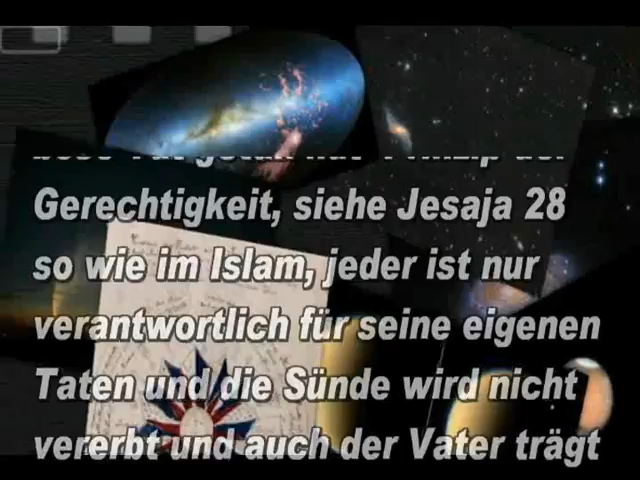 Gerechtigkeit, siehe Jesaja 28
so wie im Islam, jeder ist nur
verantwortlich für seine eigenen
Taten und die Sünde wird nicht
vererbt und auch der Vater trägt